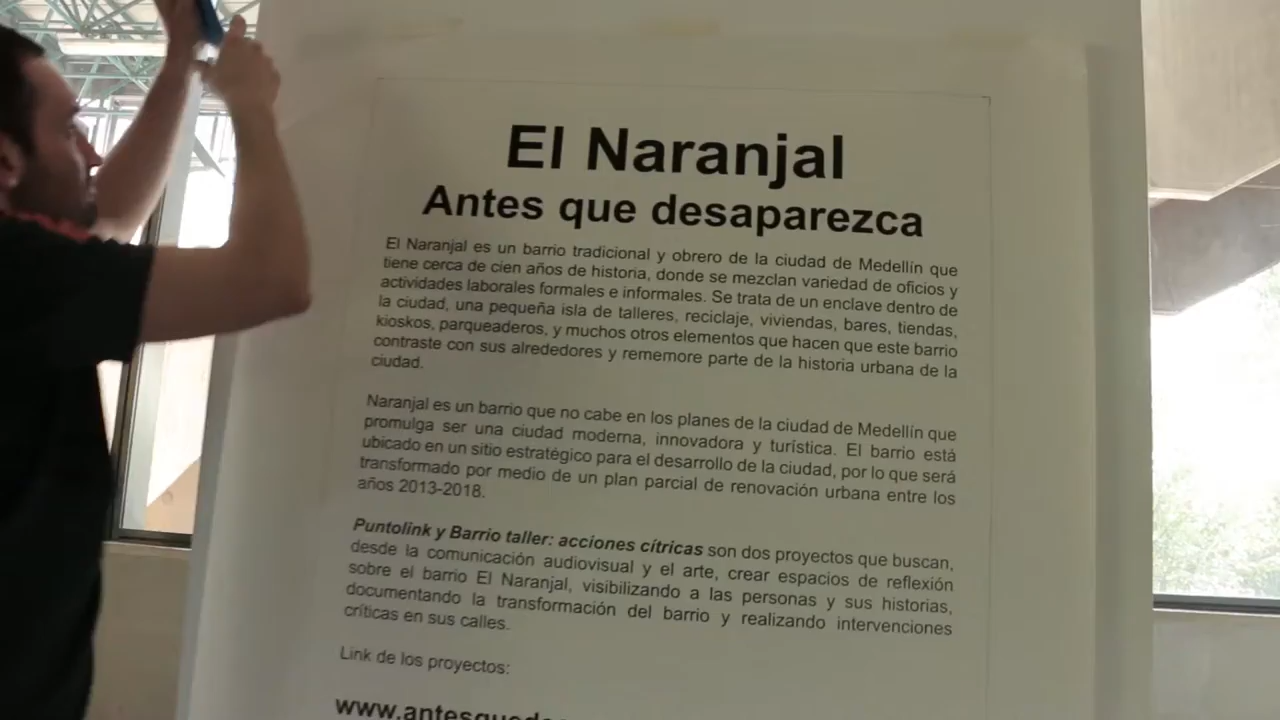 El Naranjal
Antes que desaparezca
El Naranjal es un barrio tradicional y obrero de la ciudad de Medellín que
tiene cerca de cien años de historia, donde se mezclan variedad de oficios y
actividades laborales formales e informales. Se trata de un enclave dentro de
la ciudad, una pequeña isla de talleres, reciclaje, viviendas, bares, tiendas,
kioskos, parqueaderos, y muchos otros elementos que hacen que este barrio
contraste con sus alrededores y rememore parte de la historia urbana de la
ciudad.
Naranjal es un barrio que no cabe en los planes de la ciudad de Medellín que
promulga ser una ciudad moderna, innovadora y turística. El barrio está
ubicado en un sitio estratégico para el desarrollo de la ciudad, por lo que será
transformado por medio de un plan parcial de renovación urbana entre los
años 2013-2018.
Puntolink y Barrio taller: acciones cítricas son dos proyectos que buscan,
desde la comunicación audiovisual y el arte, crear espacios de reflexión
sobre el barrio El Naranjal, visibilizando a las personas y sus historias,
documentando la transformación del barrio y realizando intervenciones
críticas en sus calles.
Link de los proyectos: